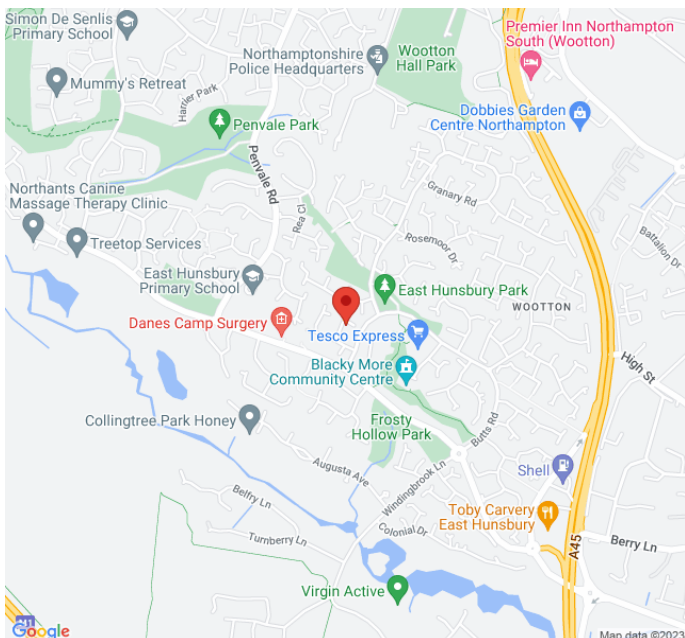 Simon De Senlis
Primary School
Mummy's Retreat
Harrier Park
Penvale Park
Northamptonshire
Police Headquarters
Wootton
Hall Park
Premier Inn Northampton
South (Wootton)
Dobbies Garden
Centre Northampton
Penvale Rd
Granary Rd
Northants Canine
Massage Therapy Clinic
Treetop Services
Rea Cl
Rosemoor Dr
Battalion Dr
East Hunsbury
Primary School
East Hunsbury Park
WOOTTON
Danes Camp Surgery
Tesco Express
Blacky More
Community Centre
High St
Collingtree Park Honey
Frosty
Hollow Park
Butts Rd
Augusta Ave
Windingbrook Ln
Shell
Belfry Ln
Toby Carvery
East Hunsbury
Turnberry Ln
Colonial Dr
A45
Berry Ln
Virgin Active
Google
Map data ©2023